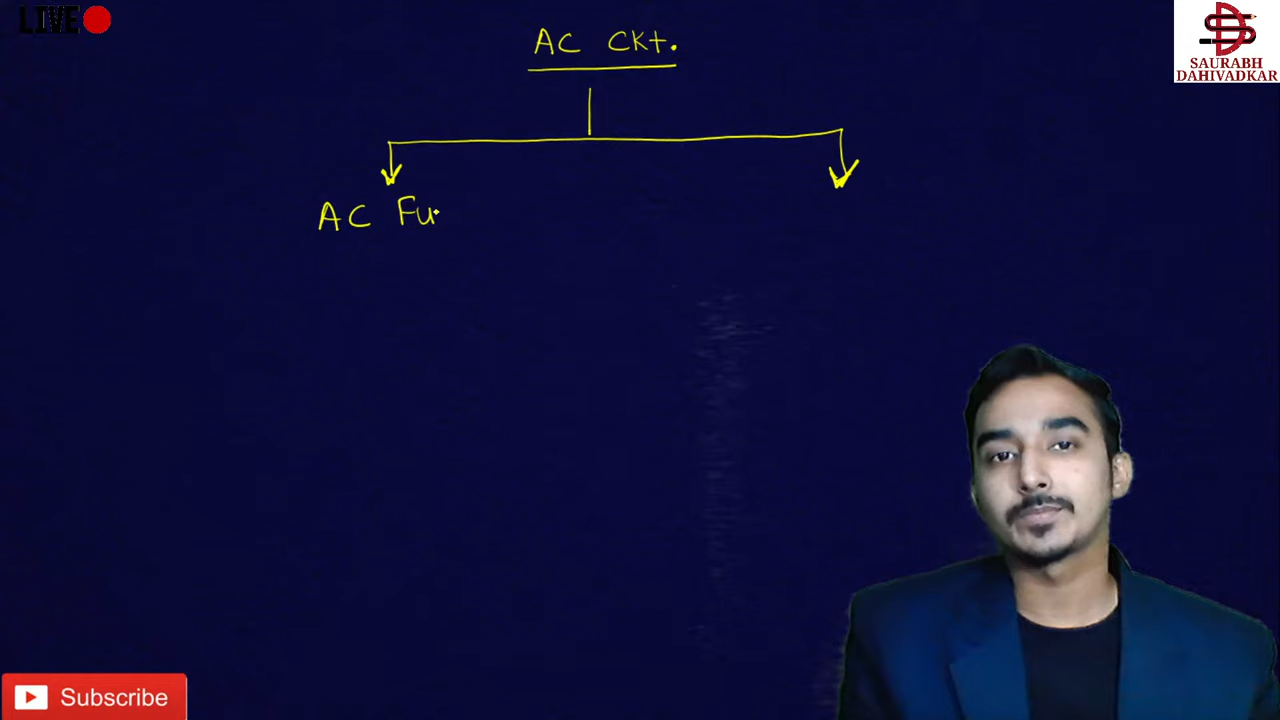 LIVE
AC CKt.
SAURABH
DAHIVADKAR
AC Fu
Subscribe